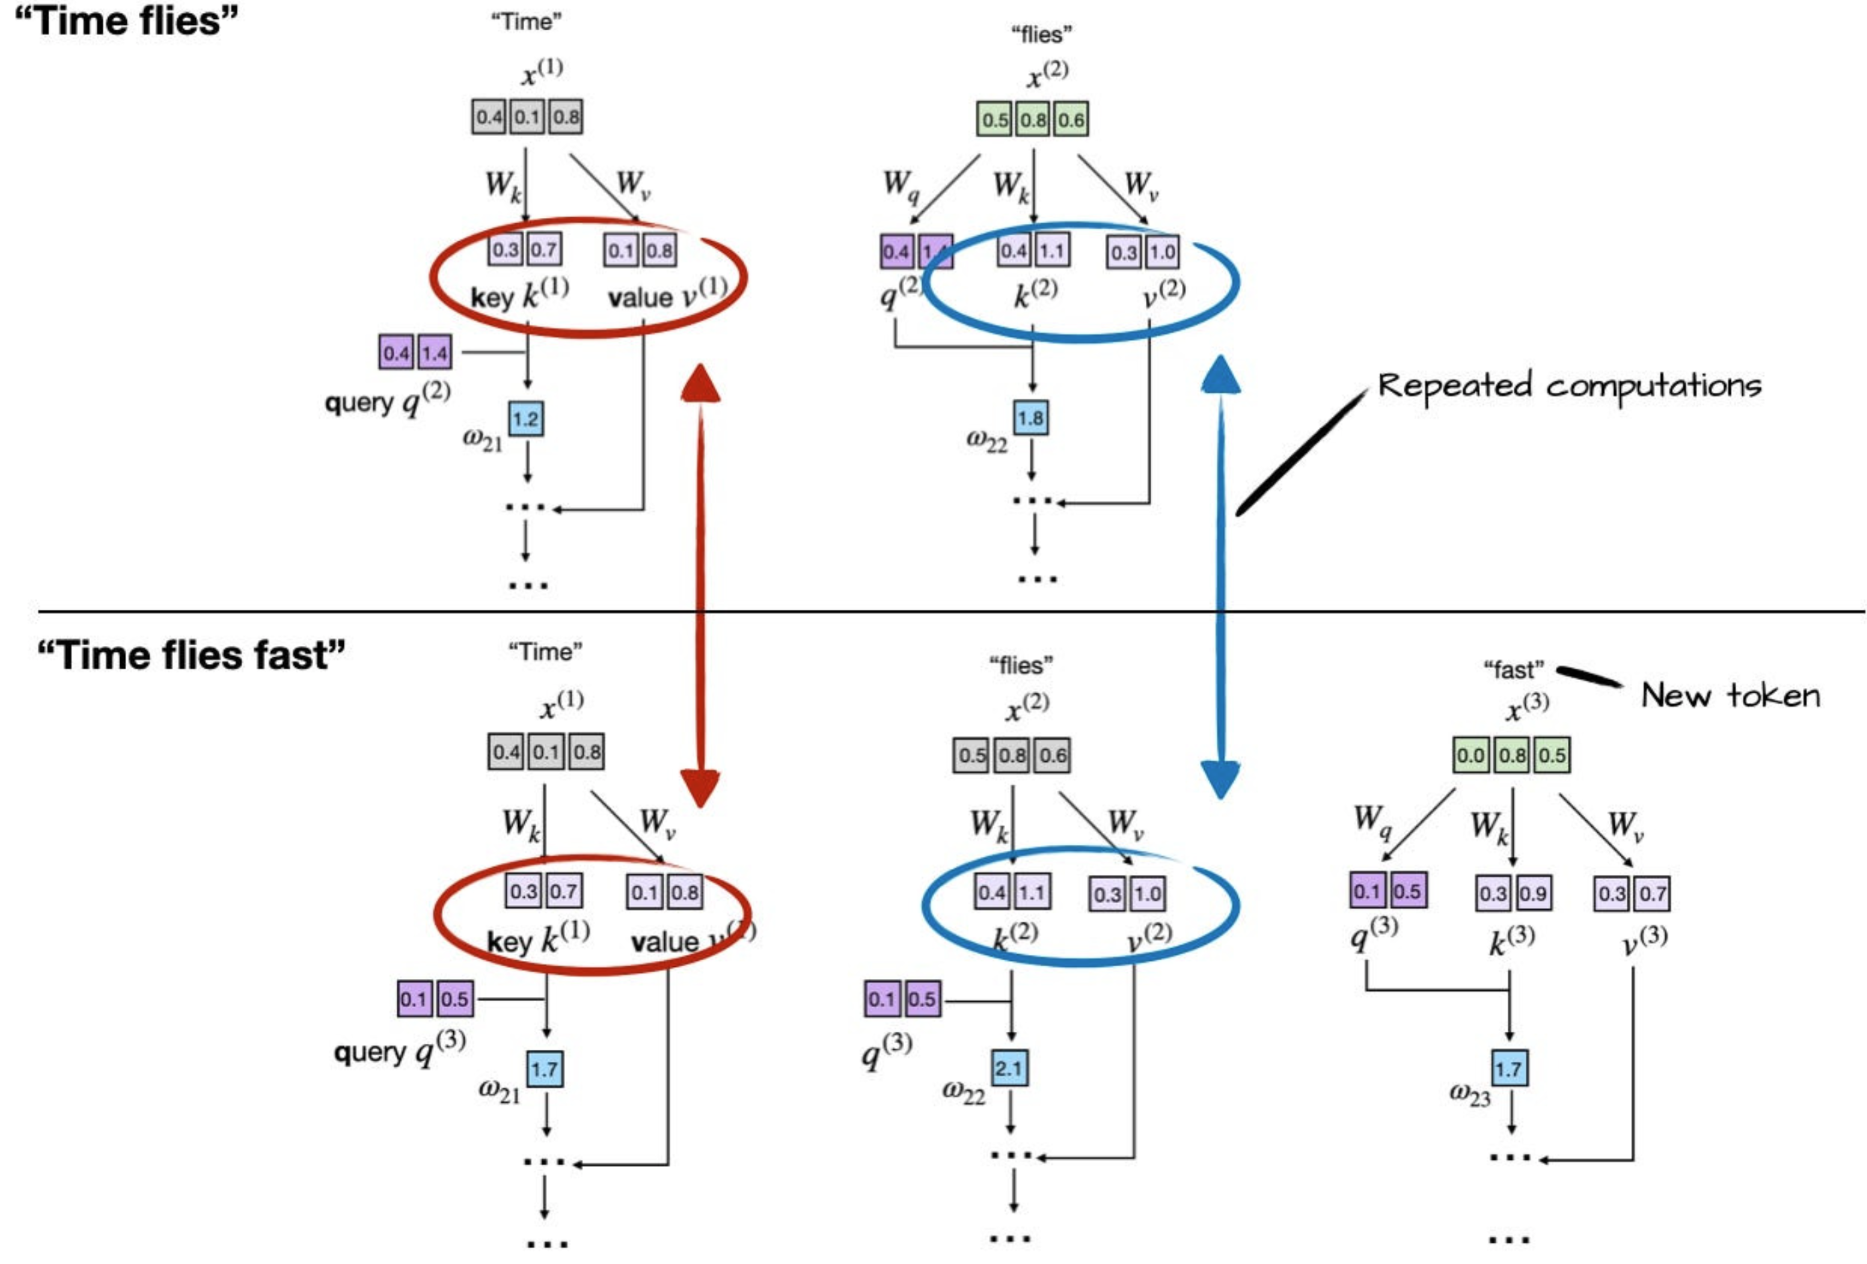 “Time flies”
“Time”
“flies”
x(1)
x(2)
0.4 0.1 0.8
0.5 0.8 0.6
Wk
Wv
Wq
Wk
Wv
0.3 0.7
0.1 0.8
0.4 1.4
0.4 1.1
0.3 1.0
key k(1)
value v(1)
q(2)
k(2)
v(2)
0.4 1.4
query q(2)
Repeated computations
1.2
ω21
1.8
ω22
...
...
...
...
“Time flies fast”
“Time”
“flies”
“fast”
New token
x(1)
x(2)
x(3)
0.4 0.1 0.8
0.5 0.8 0.6
0.0 0.8 0.5
Wk
Wv
Wk
Wv
Wq
Wk
Wv
0.3 0.7
0.1 0.8
0.4 1.1
0.3 1.0
0.1 0.5
0.3 0.9
0.3 0.7
key k(1)
value v(1)
k(2)
v(2)
q(3)
k(3)
v(3)
0.1 0.5
query q(3)
0.1 0.5
q(3)
1.7
ω21
2.1
ω22
1.7
ω23
...
...
...
...
...
...